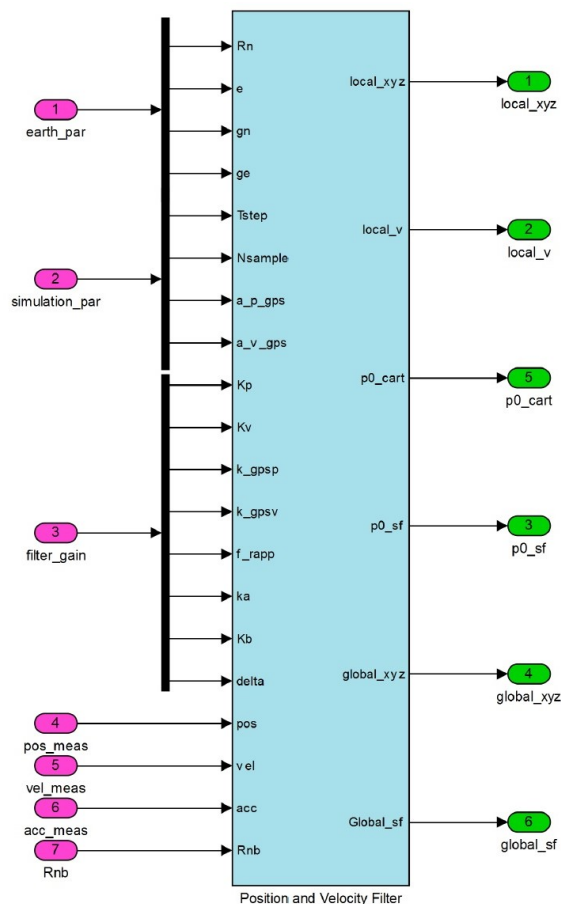 1
earth_par
2
simulation_par
3
filter_gain
4
pos_meas
5
vel_meas
6
acc_meas
7
Rnb
Rn
e
gn
ge
Tstep
Nsample
a_p_gps
a_v_gps
Kp
Kv
k_gpsp
k_gpsv
f_rapp
ka
Kb
delta
pos
vel
acc
Rnb
local_xyz
local_v
p0_cart
p0_sf
global_xyz
Global_sf
1
local_xyz
2
local_v
5
p0_cart
3
p0_sf
4
global_xyz
6
global_sf
Position and Velocity Filter